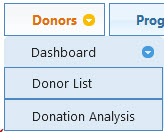 Donors Prog
Dashboard
Donor List
Donation Analysis